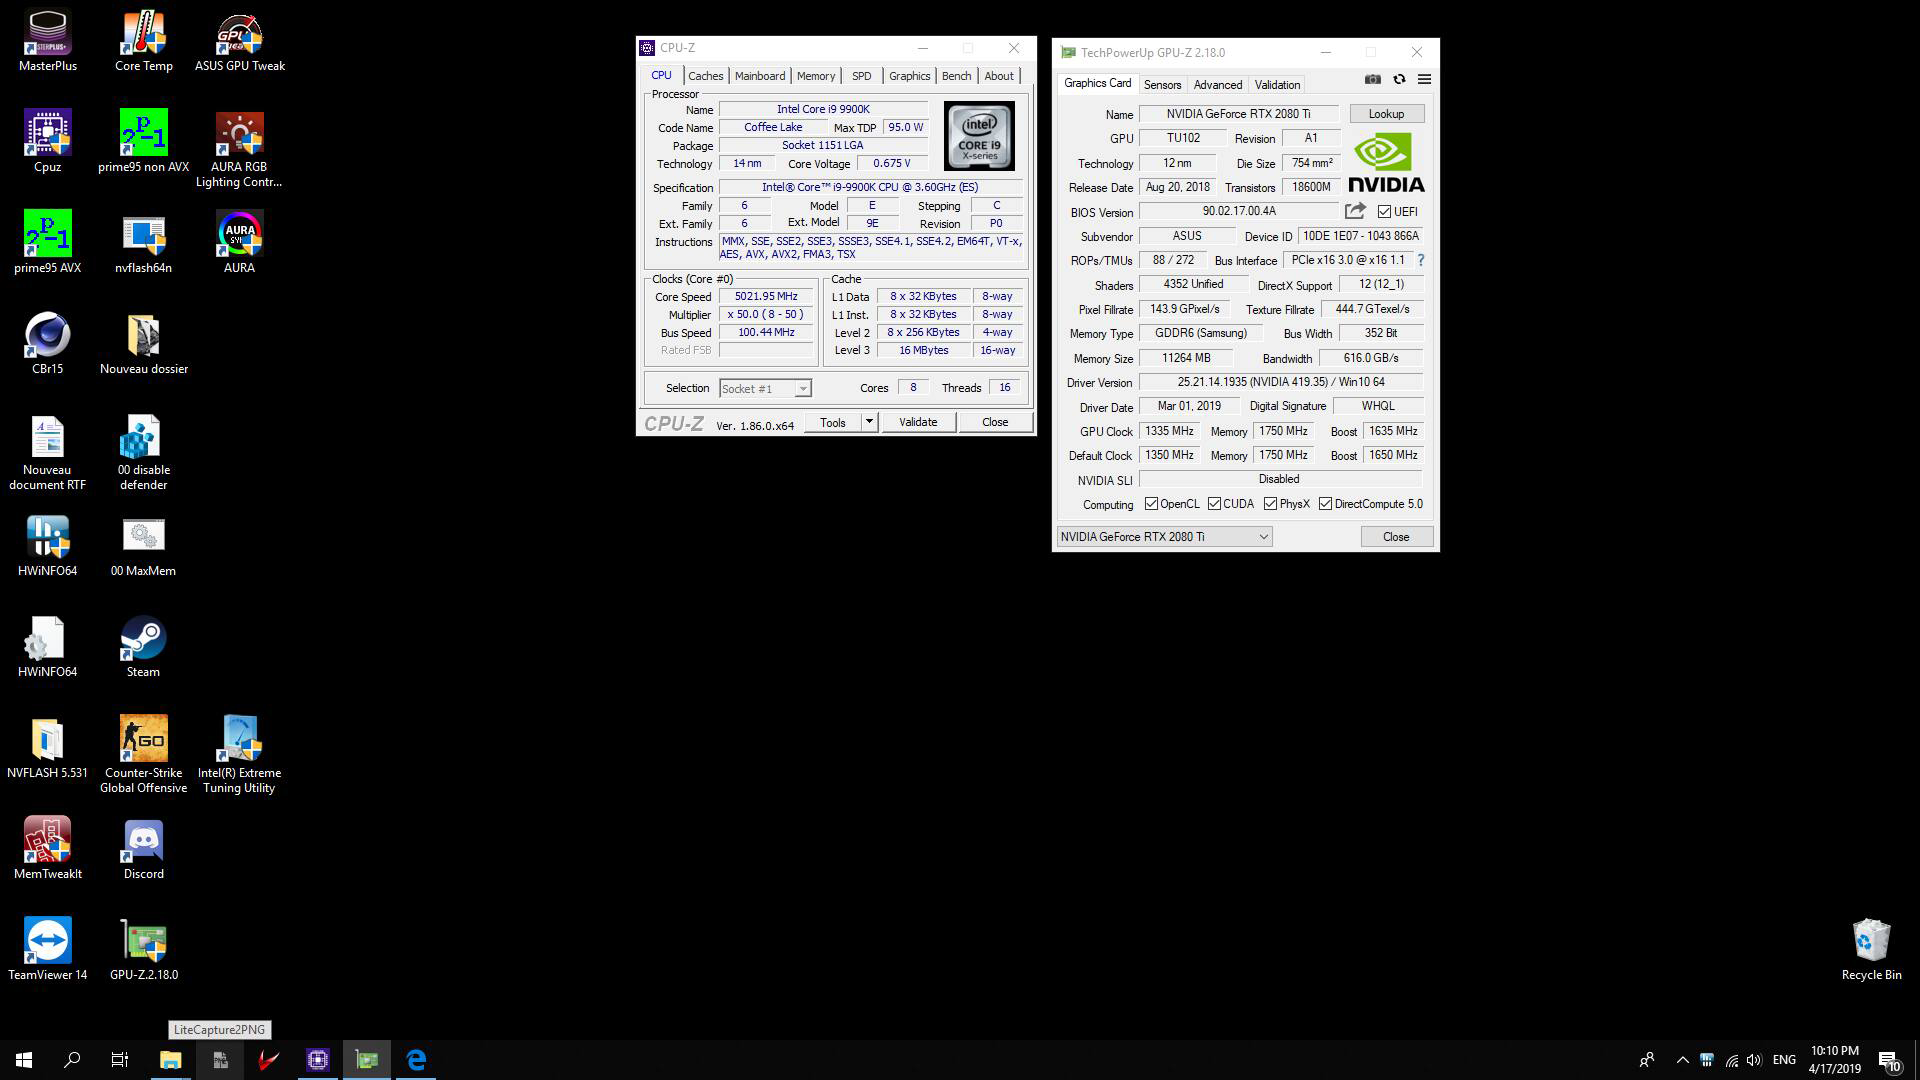 MasterPlus
Core Temp
ASUS GPU Tweak
Cpuz
prime95 non AVX
AURA RGB
Lighting Contr...
prime95 AVX
nvflash64n
AURA
CBr15
Nouveau dossier
Nouveau
document RTF
00 disable
defender
HWiNFO64
00 MaxMem
HWiNFO64
Steam
NVFLASH 5.531
Counter-Strike
Global Offensive
Intel(R) Extreme
Tuning Utility
MemTweakIt
Discord
TeamViewer 14
GPU-Z.2.18.0
LiteCapture2PNG
CPU-Z
CPU Caches Mainboard Memory SPD Graphics Bench About
Processor
Name Intel Core i9 9900K
Code Name Coffee Lake Max TDP 95.0 W
Package Socket 1151 LGA
Technology 14 nm Core Voltage 0.675 V
intel
CORE i9
X-series
Specification Intel® Core™ i9-9900K CPU @ 3.60GHz (ES)
Family 6 Model E Stepping C
Ext. Family 6 Ext. Model 9E Revision P0
Instructions MMX, SSE, SSE2, SSE3, SSSE3, SSE4.1, SSE4.2, EM64T, VT-x,
AES, AVX, AVX2, FMA3, TSX
Clocks (Core #0)
Core Speed 5021.95 MHz
Multiplier x 50.0 ( 8 - 50 )
Bus Speed 100.44 MHz
Rated FSB
Cache
L1 Data 8 x 32 KBytes 8-way
L1 Inst. 8 x 32 KBytes 8-way
Level 2 8 x 256 KBytes 4-way
Level 3 16 MBytes 16-way
Selection Socket #1 Cores 8 Threads 16
CPU-Z Ver. 1.86.0.x64 Tools Validate Close
TechPowerUp GPU-Z 2.18.0
Graphics Card Sensors Advanced Validation
Name NVIDIA GeForce RTX 2080 Ti Lookup
GPU TU102 Revision A1
Technology 12 nm Die Size 754 mm²
Release Date Aug 20, 2018 Transistors 18600M
NVIDIA
BIOS Version 90.02.17.00.4A UEFI
Subvendor ASUS Device ID 10DE 1E07 - 1043 866A
ROPs/TMUs 88 / 272 Bus Interface PCIe x16 3.0 @ x16 1.1 ?
Shaders 4352 Unified DirectX Support 12 (12_1)
Pixel Fillrate 143.9 GPixel/s Texture Fillrate 444.7 GTexel/s
Memory Type GDDR6 (Samsung) Bus Width 352 Bit
Memory Size 11264 MB Bandwidth 616.0 GB/s
Driver Version 25.21.14.1935 (NVIDIA 419.35) / Win10 64
Driver Date Mar 01, 2019 Digital Signature WHQL
GPU Clock 1335 MHz Memory 1750 MHz Boost 1635 MHz
Default Clock 1350 MHz Memory 1750 MHz Boost 1650 MHz
NVIDIA SLI Disabled
Computing OpenCL CUDA PhysX DirectCompute 5.0
NVIDIA GeForce RTX 2080 Ti Close
Recycle Bin
ENG
10:10 PM
4/17/2019
10